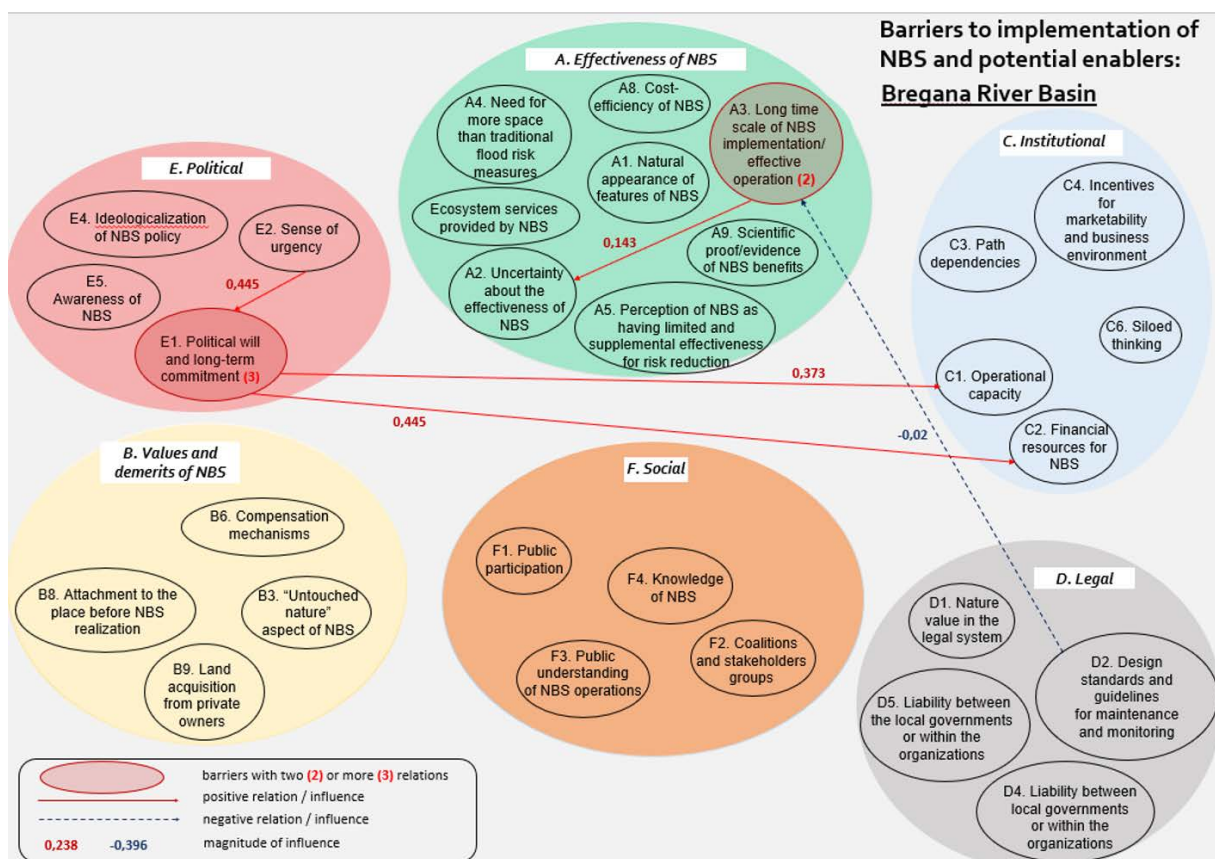 Barriers to implementation of
NBS and potential enablers:
Bregana River Basin
A. Effectiveness of NBS
A4. Need for
more space
than traditional
flood risk
measures
A8. Cost-
efficiency of NBS
A3. Long time
scale of NBS
implementation/
effective
operation (2)
A1. Natural
appearance of
features of NBS
Ecosystem services
provided by NBS
0,143
A9. Scientific
proof/evidence
of NBS benefits
A2. Uncertainty
about the
effectiveness of
NBS
A5. Perception of NBS as
having limited and
supplemental effectiveness
for risk reduction
E. Political
E4. Ideologicalization
of NBS policy
E2. Sense of
urgency
E5.
Awareness of
NBS
0,445
E1. Political will
and long-term
commitment (3)
0,373
0,445
-0,02
C. Institutional
C4. Incentives
for
marketability
and business
environment
C3. Path
dependencies
C6. Siloed
thinking
C1. Operational
capacity
C2. Financial
resources for
NBS
B. Values and
demerits of NBS
B6. Compensation
mechanisms
B8. Attachment to the
place before NBS
realization
B3. “Untouched
nature”
aspect of NBS
B9. Land
acquisition
from private
owners
F. Social
F1. Public
participation
F4. Knowledge
of NBS
F3. Public
understanding
of NBS operations
F2. Coalitions
and stakeholders
groups
D. Legal
D1. Nature
value in the
legal system
D2. Design
standards and
guidelines
for maintenance
and monitoring
D5. Liability between
the local governments
or within the
organizations
D4. Liability between
local governments
or within the
organizations
barriers with two (2) or more (3) relations
positive relation / influence
negative relation / influence
0,238 -0,396 magnitude of influence